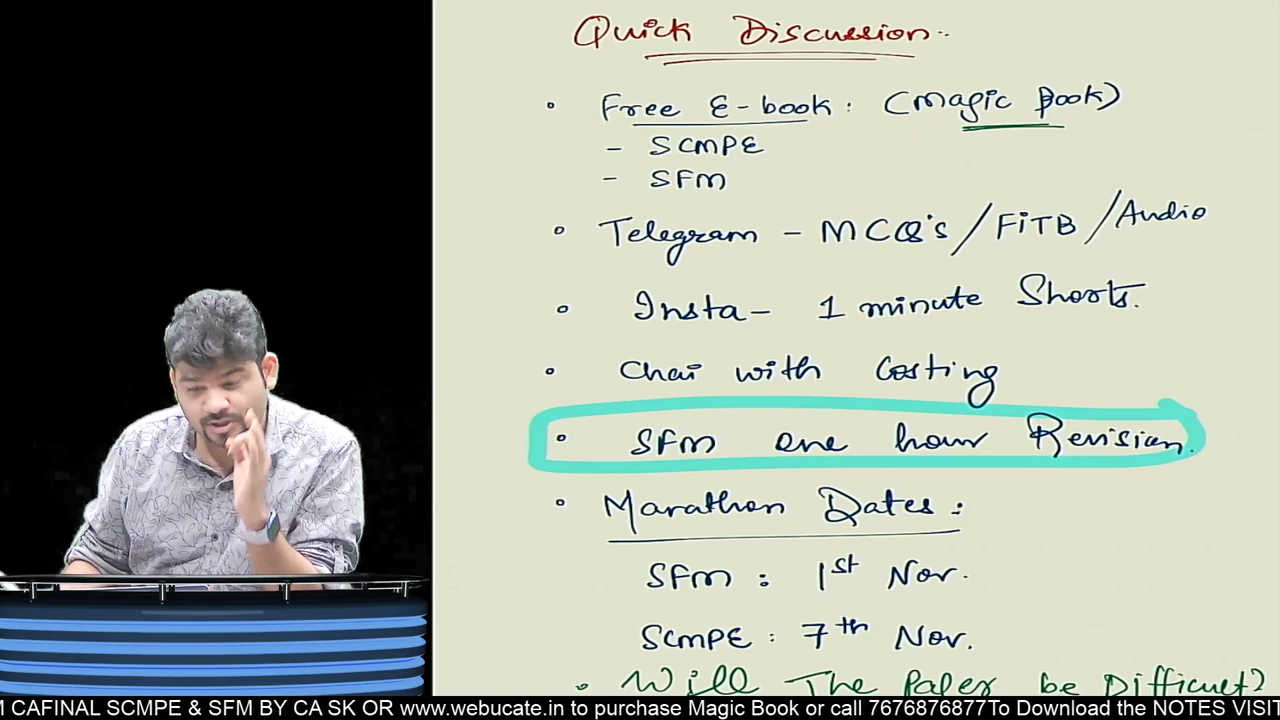 Quick Discussion..
• Free E-book: (Magic Book)
- SCMPE
- SFM
• Telegram - MCQ's / FiTB / Audio
• Insta- 1 minute Shorts.
• Chai with Costing
• SFM one hour Revision.
• Marathon Dates:
SFM: 1st Nov.
SCMPE: 7th Nov.
• Will The Paper be Difficult?
M CAFINAL SCMPE & SFM BY CA SK OR www.webucate.in to purchase Magic Book or call 7676876877To Download the NOTES VISIT